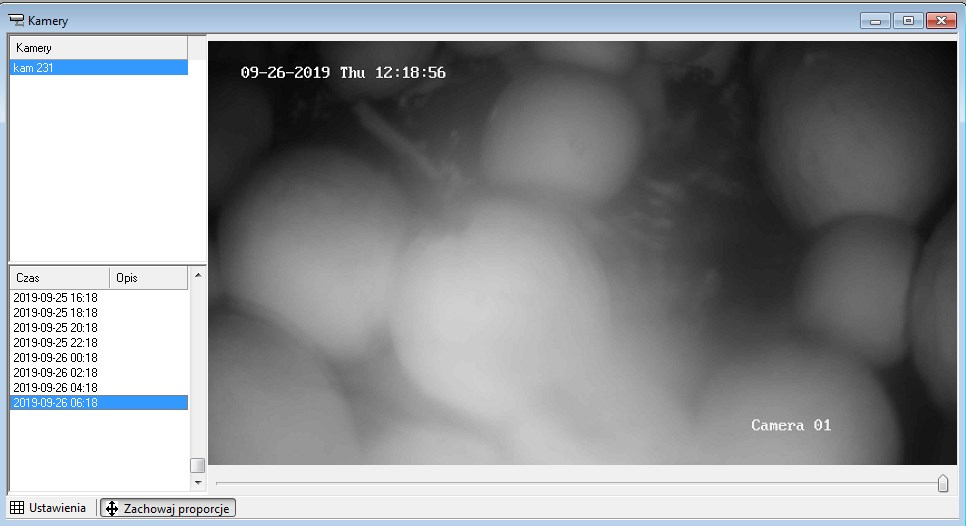 Kamery
Kamery
kam 231
09-26-2019 Thu 12:18:56
Czas Opis
2019-09-25 16:18
2019-09-25 18:18
2019-09-25 20:18
2019-09-25 22:18
2019-09-26 00:18
2019-09-26 02:18
2019-09-26 04:18
2019-09-26 06:18
Camera 01
Ustawienia Zachowaj proporcje